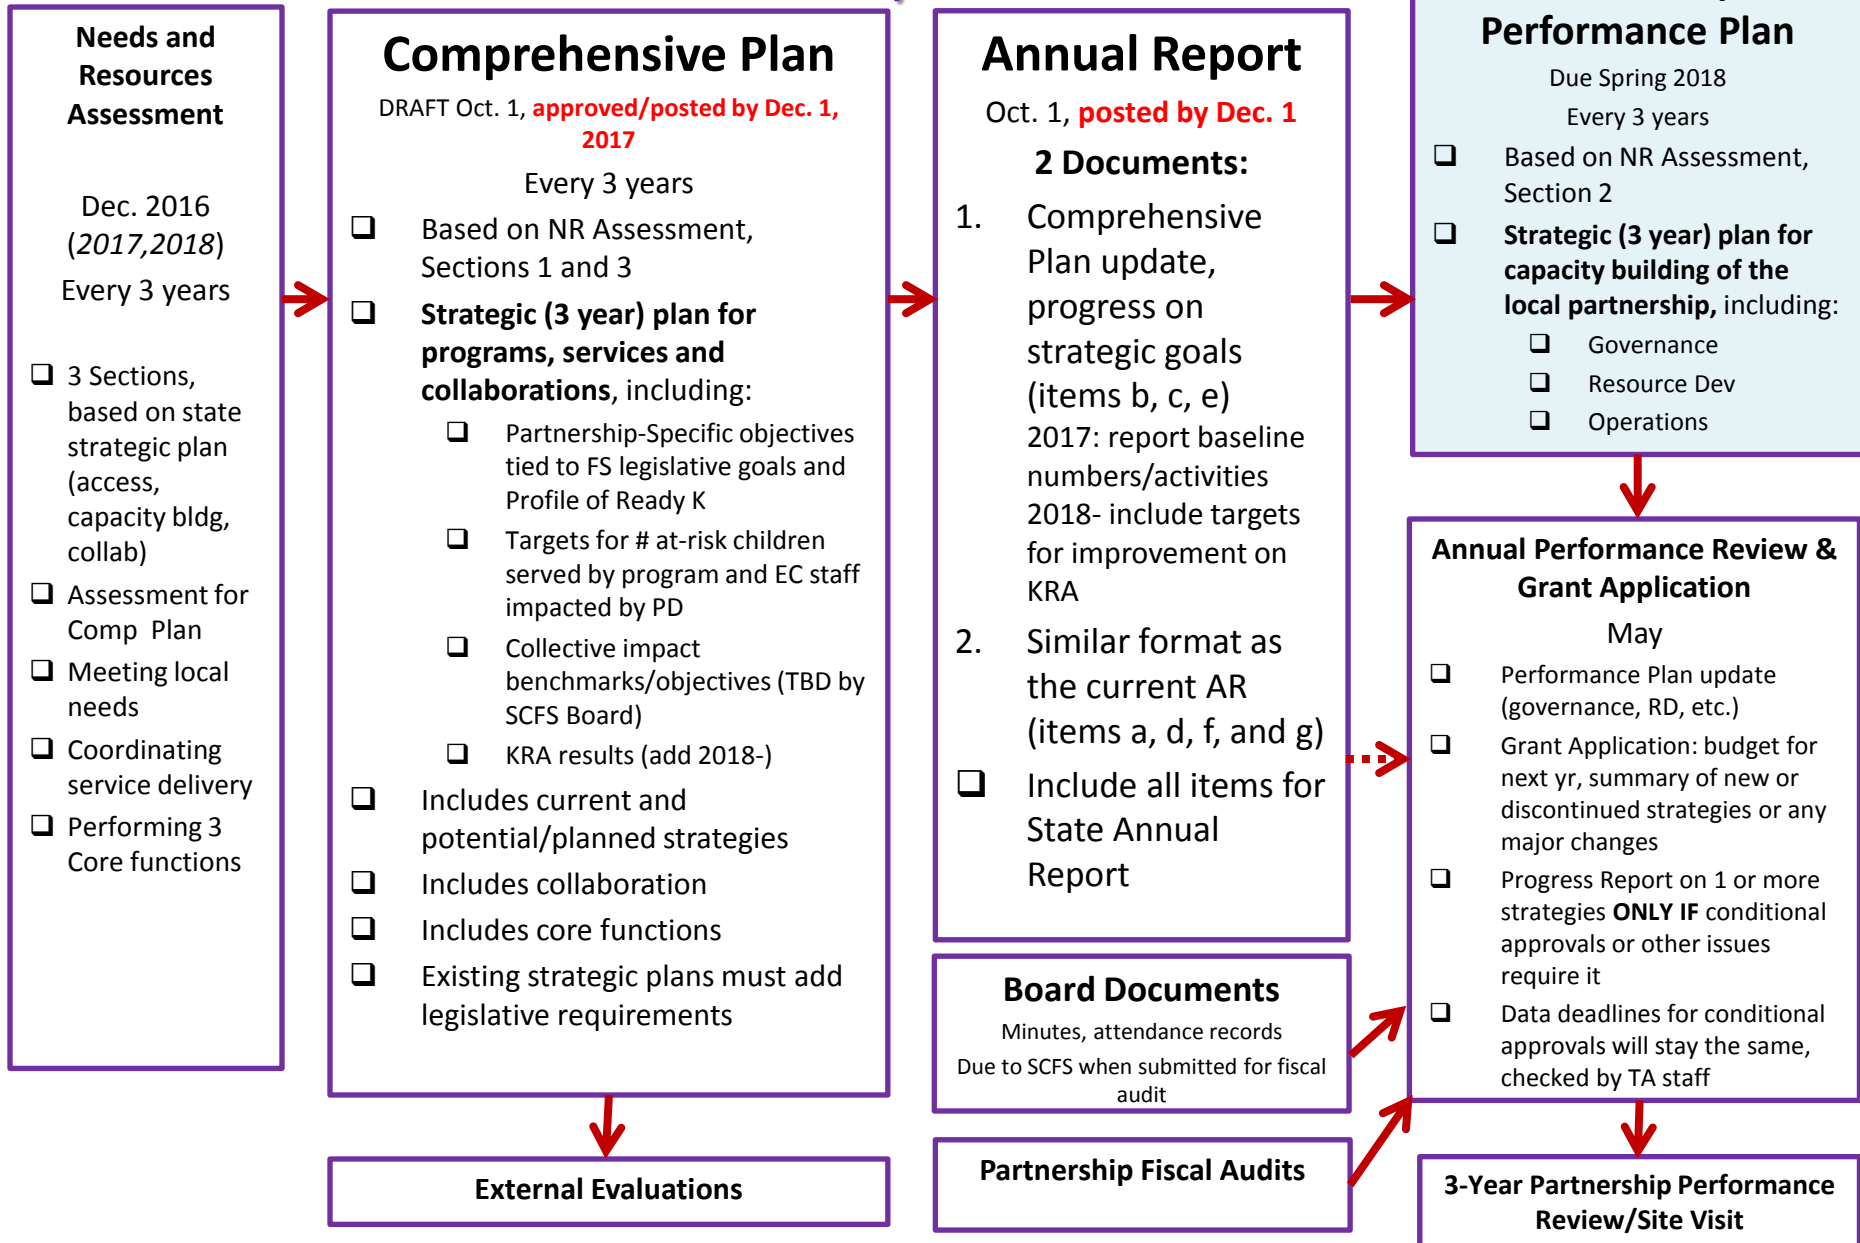 Needs and
Resources
Assessment
Dec. 2016
(2017,2018)
Every 3 years
❑ 3 Sections,
based on state
strategic plan
(access,
capacity bldg,
collab)
❑ Assessment for
Comp Plan
❑ Meeting local
needs
❑ Coordinating
service delivery
❑ Performing 3
Core functions
Comprehensive Plan
DRAFT Oct. 1, approved/posted by Dec. 1,
2017
Every 3 years
❑ Based on NR Assessment,
Sections 1 and 3
❑ Strategic (3 year) plan for
programs, services and
collaborations, including:
❑ Partnership-Specific objectives
tied to FS legislative goals and
Profile of Ready K
❑ Targets for # at-risk children
served by program and EC staff
impacted by PD
❑ Collective impact
benchmarks/objectives (TBD by
SCFS Board)
❑ KRA results (add 2018-)
❑ Includes current and
potential/planned strategies
❑ Includes collaboration
❑ Includes core functions
❑ Existing strategic plans must add
legislative requirements
External Evaluations
Annual Report
Oct. 1, posted by Dec. 1
2 Documents:
1. Comprehensive
Plan update,
progress on
strategic goals
(items b, c, e)
2017: report baseline
numbers/activities
2018- include targets
for improvement on
KRA
2. Similar format as
the current AR
(items a, d, f, and g)
❑ Include all items for
State Annual
Report
Board Documents
Minutes, attendance records
Due to SCFS when submitted for fiscal
audit
Partnership Fiscal Audits
Performance Plan
Due Spring 2018
Every 3 years
❑ Based on NR Assessment,
Section 2
❑ Strategic (3 year) plan for
capacity building of the
local partnership, including:
❑ Governance
❑ Resource Dev
❑ Operations
Annual Performance Review &
Grant Application
May
❑ Performance Plan update
(governance, RD, etc.)
❑ Grant Application: budget for
next yr, summary of new or
discontinued strategies or any
major changes
❑ Progress Report on 1 or more
strategies ONLY IF conditional
approvals or other issues
require it
❑ Data deadlines for conditional
approvals will stay the same,
checked by TA staff
3-Year Partnership Performance
Review/Site Visit